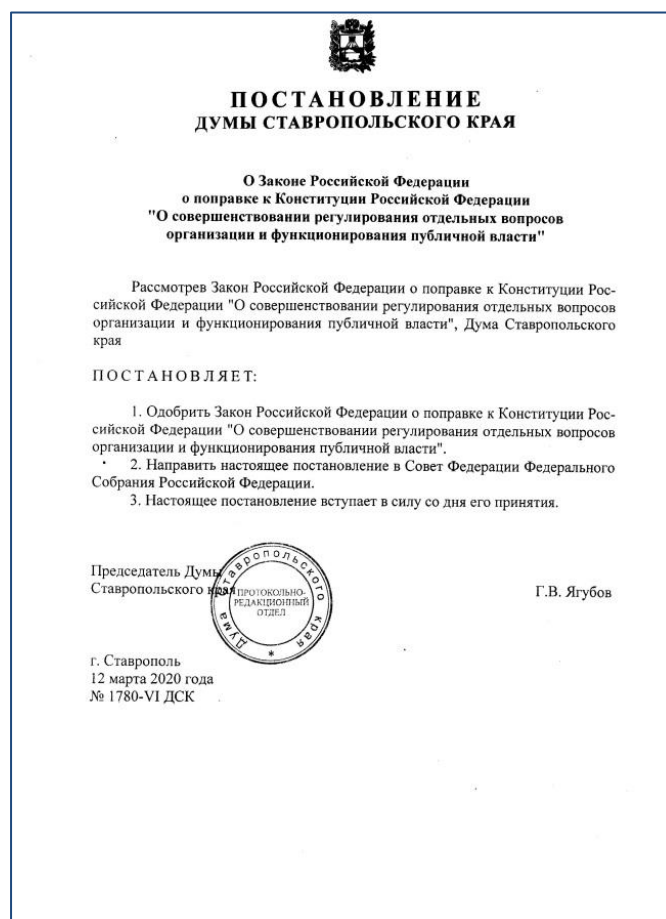 ПОСТАНОВЛЕНИЕ
ДУМЫ СТАВРОПОЛЬСКОГО КРАЯ
О Законе Российской Федерации
о поправке к Конституции Российской Федерации
"О совершенствовании регулирования отдельных вопросов
организации и функционирования публичной власти"
Рассмотрев Закон Российской Федерации о поправке к Конституции Рос-
сийской Федерации "О совершенствовании регулирования отдельных вопросов
организации и функционирования публичной власти", Дума Ставропольского
края
ПОСТАНОВЛЯЕТ:
1. Одобрить Закон Российской Федерации о поправке к Конституции Рос-
сийской Федерации "О совершенствовании регулирования отдельных вопросов
организации и функционирования публичной власти".
2. Направить настоящее постановление в Совет Федерации Федерального
Собрания Российской Федерации.
3. Настоящее постановление вступает в силу со дня его принятия.
Председатель Думы
Ставропольского края
Г.В. Ягубов
Дума Ставропольского края
ПРОТОКОЛЬНО-
РЕДАКЦИОННЫЙ
ОТДЕЛ
г. Ставрополь
12 марта 2020 года
№ 1780-VI ДСК